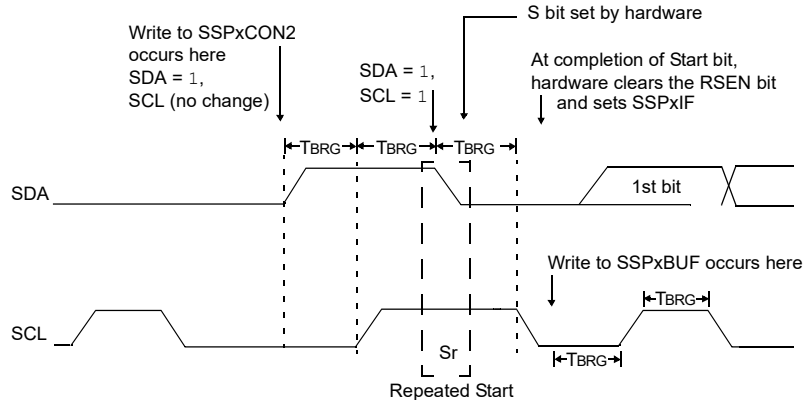 S bit set by hardware
Write to SSPxCON2
occurs here
SDA = 1,
SCL (no change)
SDA = 1,
SCL = 1
At completion of Start bit,
hardware clears the RSEN bit
and sets SSPxIF
TBRG
TBRG
TBRG
SDA
1st bit
Write to SSPxBUF occurs here
TBRG
SCL
Sr
TBRG
Repeated Start